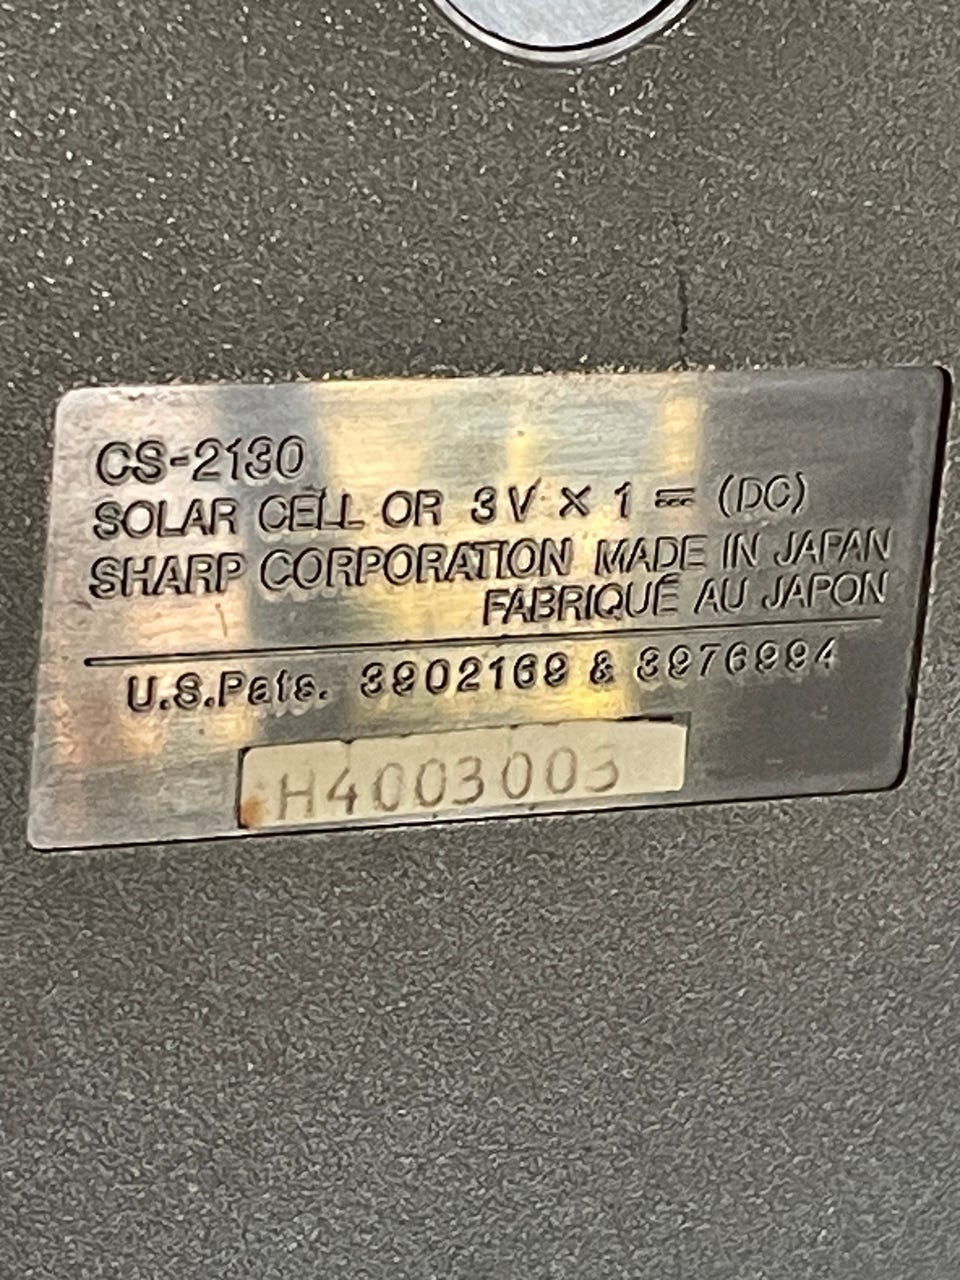 CS-2130
SOLAR CELL OR 3V × 1 ⎓ (DC)
SHARP CORPORATION MADE IN JAPAN
FABRIQUÉ AU JAPON
U.S.Pats. 3902169 & 3976994
H4003003